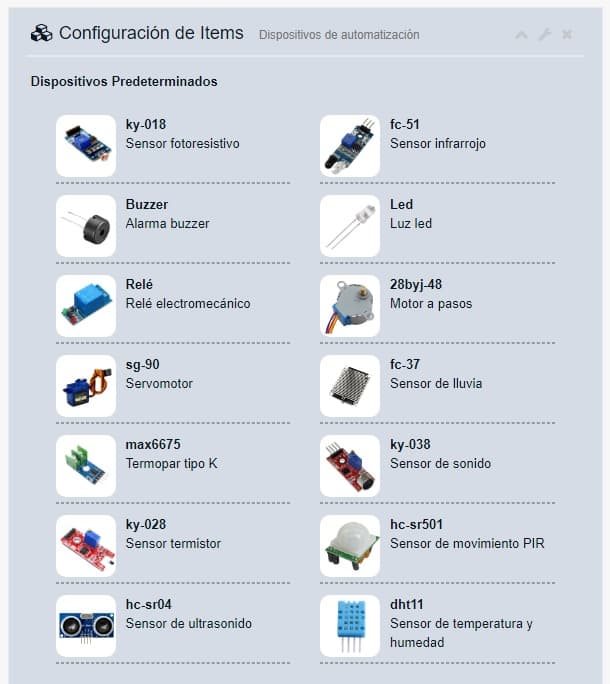 Configuración de Items Dispositivos de automatización
Dispositivos Predeterminados
ky-018
Sensor fotoresistivo
fc-51
Sensor infrarrojo
Buzzer
Alarma buzzer
Led
Luz led
Relé
Relé electromecánico
28byj-48
Motor a pasos
sg-90
Servomotor
fc-37
Sensor de lluvia
max6675
Termopar tipo K
ky-038
Sensor de sonido
ky-028
Sensor termistor
hc-sr501
Sensor de movimiento PIR
hc-sr04
Sensor de ultrasonido
dht11
Sensor de temperatura y
humedad